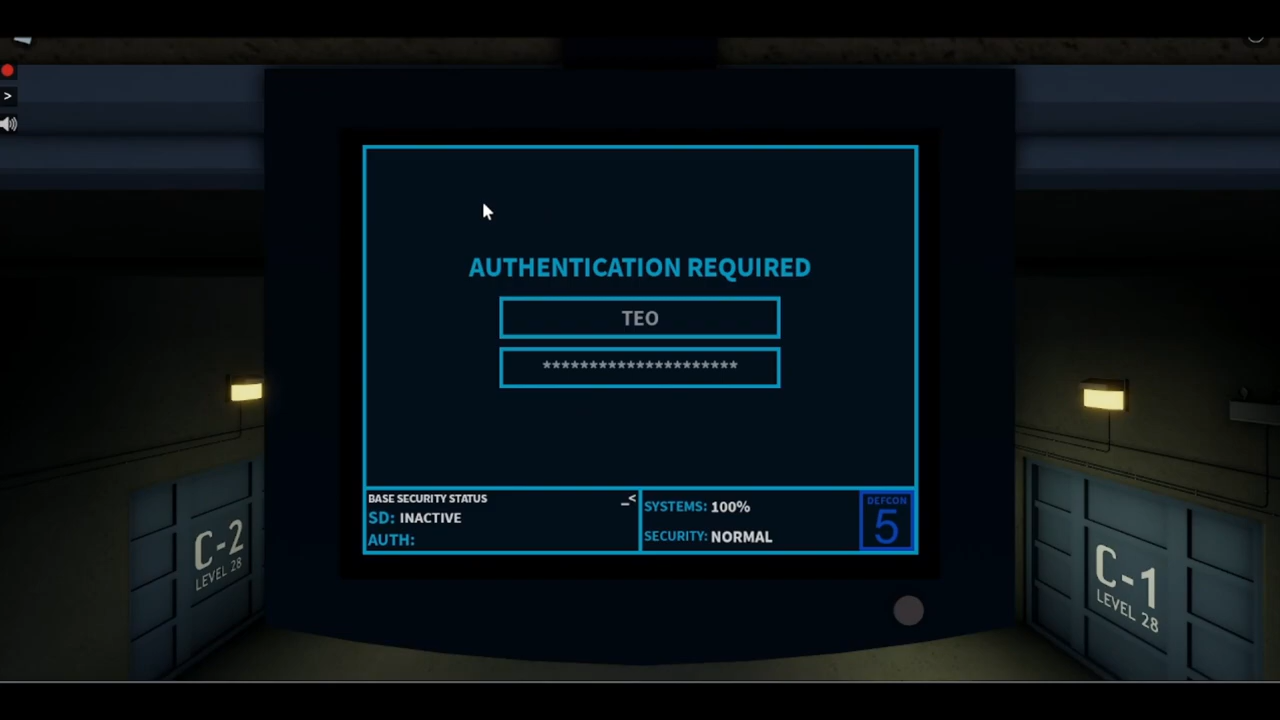 >
AUTHENTICATION REQUIRED
TEO
*********************
BASE SECURITY STATUS
_<
SD: INACTIVE
AUTH:
SYSTEMS: 100%
SECURITY: NORMAL
DEFCON
5
C-2
LEVEL 28
C-1
LEVEL 28